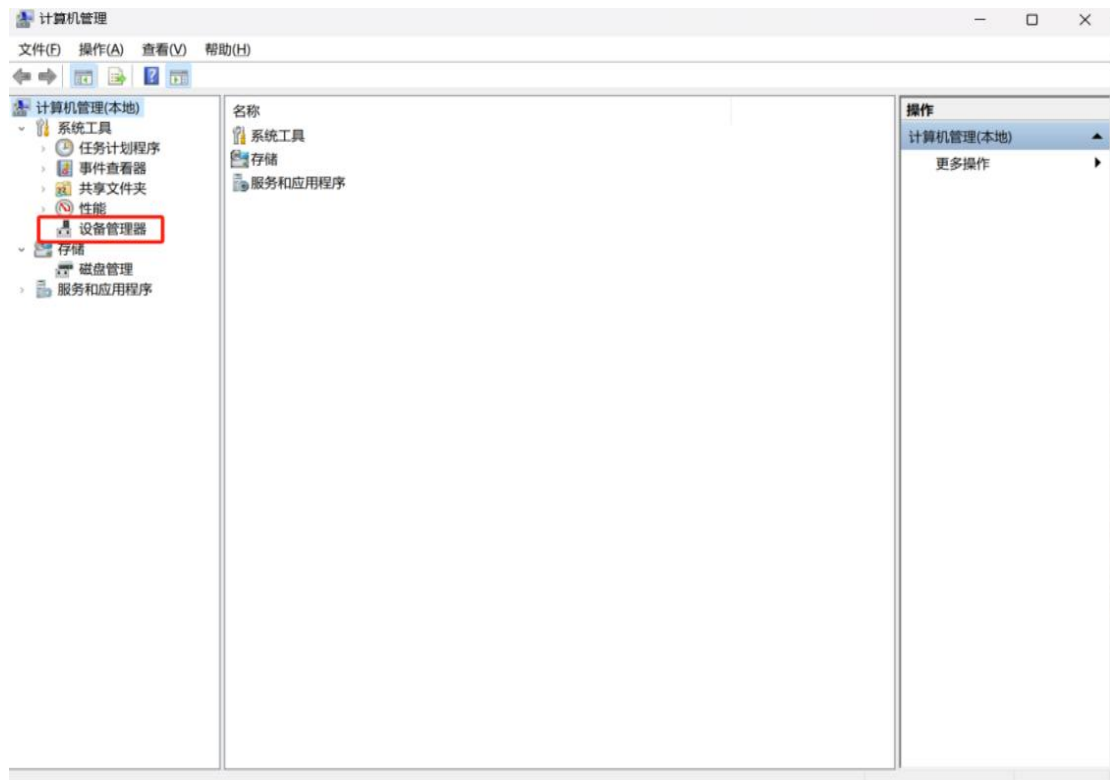 计算机管理
文件(F) 操作(A) 查看(V) 帮助(H)
计算机管理(本地)
系统工具
任务计划程序
事件查看器
共享文件夹
性能
设备管理器
存储
磁盘管理
服务和应用程序
名称
系统工具
存储
服务和应用程序
操作
计算机管理(本地)
更多操作